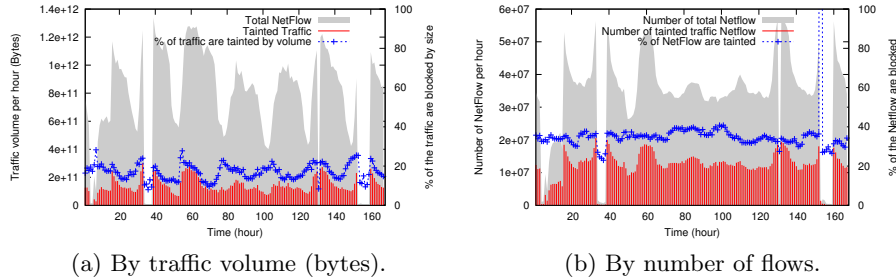 1.4e+12
1.2e+12
1e+12
8e+11
6e+11
4e+11
2e+11
0
Traffic volume per hour (Bytes)
Total NetFlow
Tainted Traffic
% of traffic are tainted by volume
100
80
60
40
20
0
% of the traffic are blocked by size
20 40 60 80 100 120 140 160
Time (hour)
(a) By traffic volume (bytes).
6e+07
5e+07
4e+07
3e+07
2e+07
1e+07
0
Number of NetFlow per hour
Number of total Netflow
Number of tainted traffic Netflow
% of NetFlow are tainted
100
80
60
40
20
0
% of the Netflow are blocked
20 40 60 80 100 120 140 160
Time (hour)
(b) By number of flows.